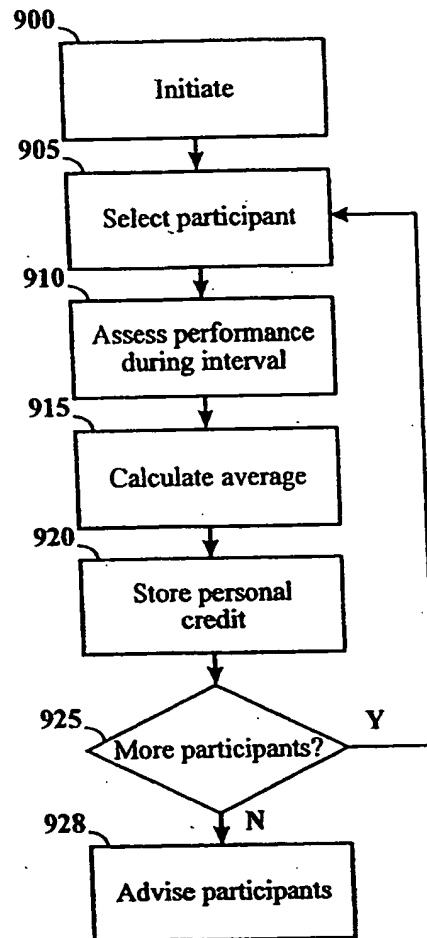 900
Initiate
905
Select participant
910
Assess performance
during interval
915
Calculate average
920
Store personal
credit
925
More participants?
Y
N
928
Advise participants